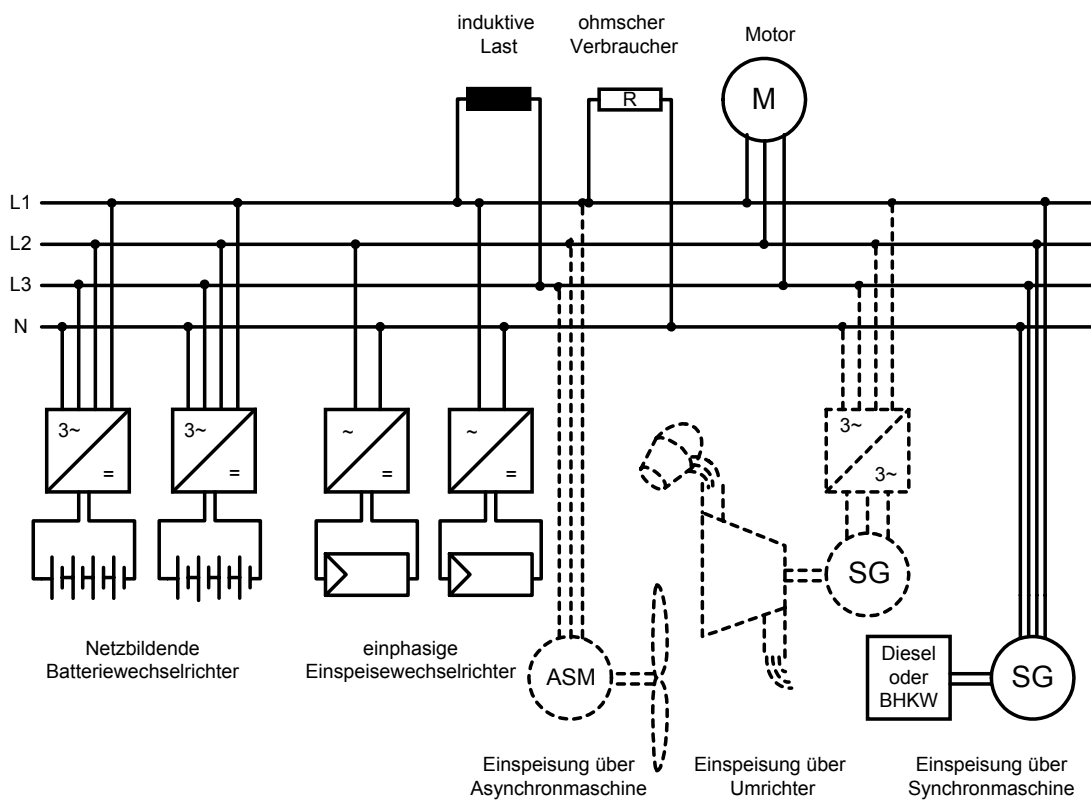 induktive
Last
ohmscher
Verbraucher
Motor
R
M
L1
L2
L3
N
3~
=
3~
=
~
=
~
=
3~
3~
SG
Netzbildende
Batteriewechselrichter
einphasige
Einspeisewechselrichter
ASM
Diesel
oder
BHKW
SG
Einspeisung über
Asynchronmaschine
Einspeisung über
Umrichter
Einspeisung über
Synchronmaschine